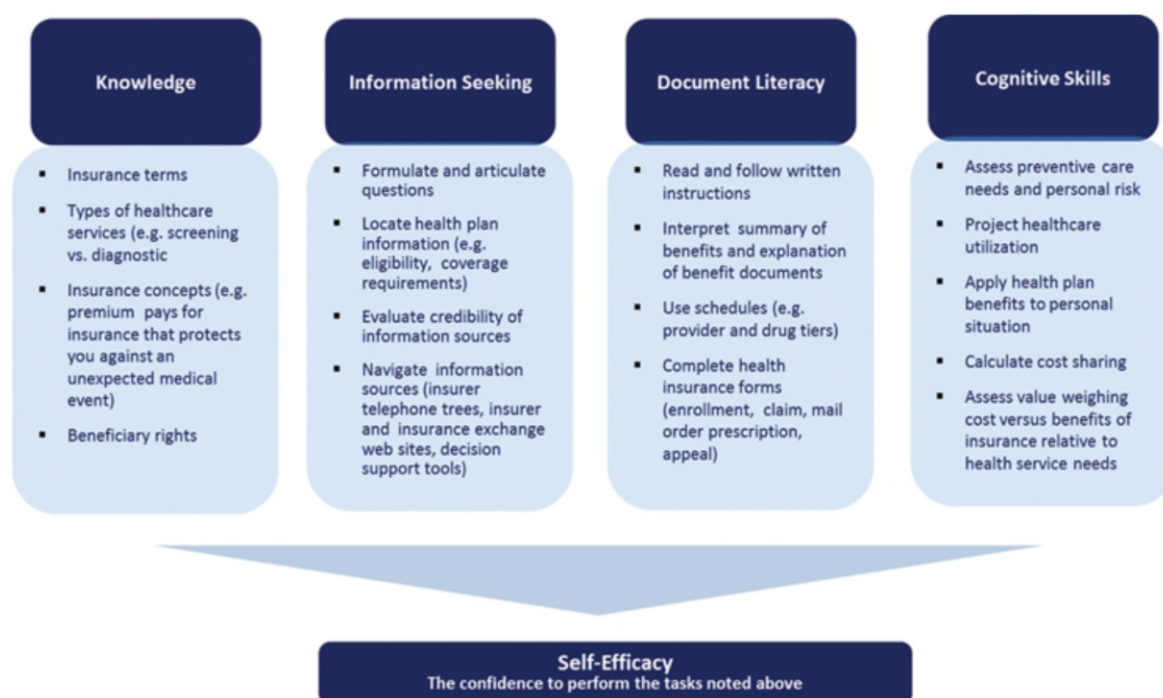 Knowledge
Insurance terms
Types of healthcare
services (e.g. screening
vs. diagnostic
Insurance concepts (e.g.
premium pays for
insurance that protects
you against an
unexpected medical
event)
Beneficiary rights
Information Seeking
Formulate and articulate
questions
Locate health plan
information (e.g.
eligibility, coverage
requirements)
Evaluate credibility of
information sources
Navigate information
sources (insurer
telephone trees, insurer
and insurance exchange
web sites, decision
support tools)
Document Literacy
Read and follow written
instructions
Interpret summary of
benefits and explanation
of benefit documents
Use schedules (e.g.
provider and drug tiers)
Complete health
insurance forms
(enrollment, claim, mail
order prescription,
appeal)
Cognitive Skills
Assess preventive care
needs and personal risk
Project healthcare
utilization
Apply health plan
benefits to personal
situation
Calculate cost sharing
Assess value weighing
cost versus benefits of
insurance relative to
health service needs
Self-Efficacy
The confidence to perform the tasks noted above